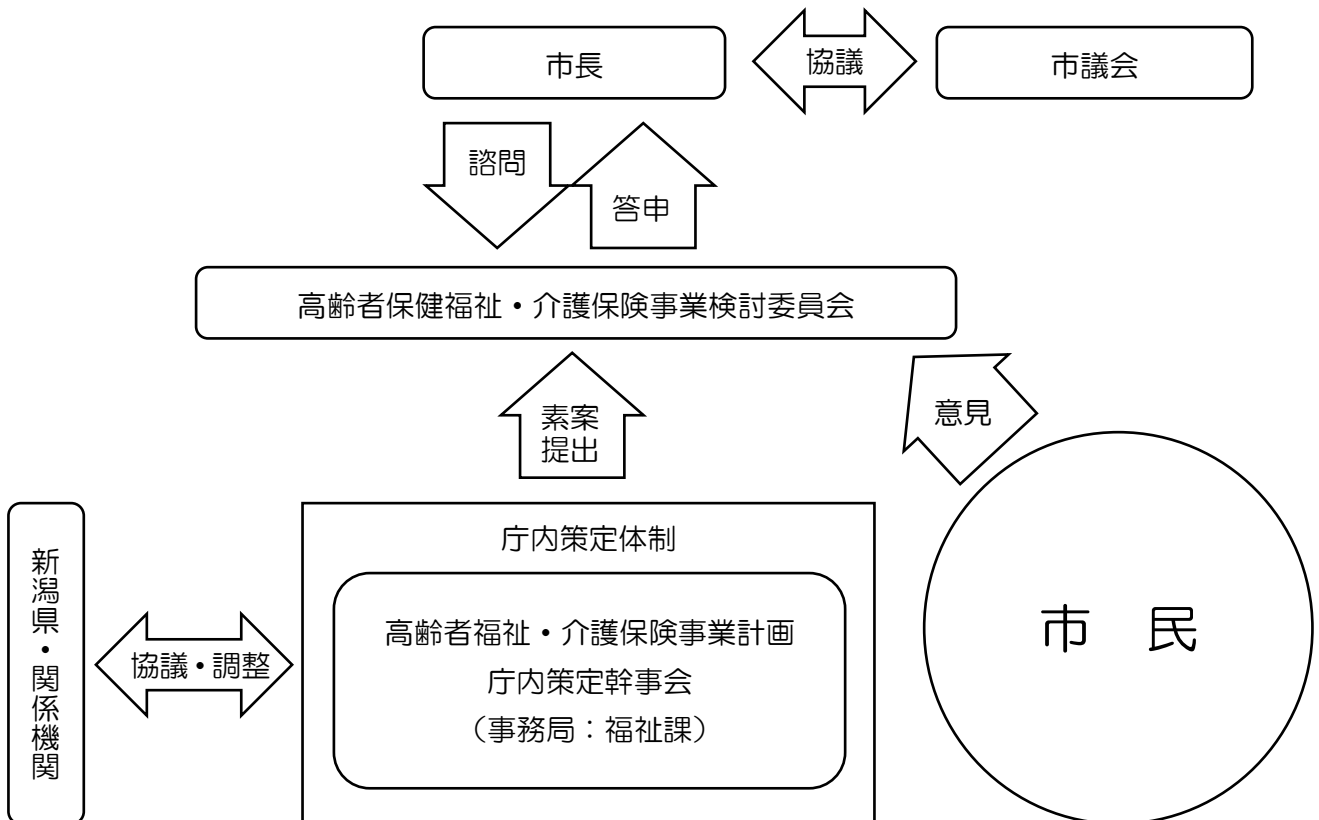 市長
協議
市議会
諮問
答申
高齢者保健福祉・介護保険事業検討委員会
素案
提出
意見
庁内策定体制
新潟県・関係機関
協議・調整
高齢者福祉・介護保険事業計画
庁内策定幹事会
（事務局：福祉課）
市　民